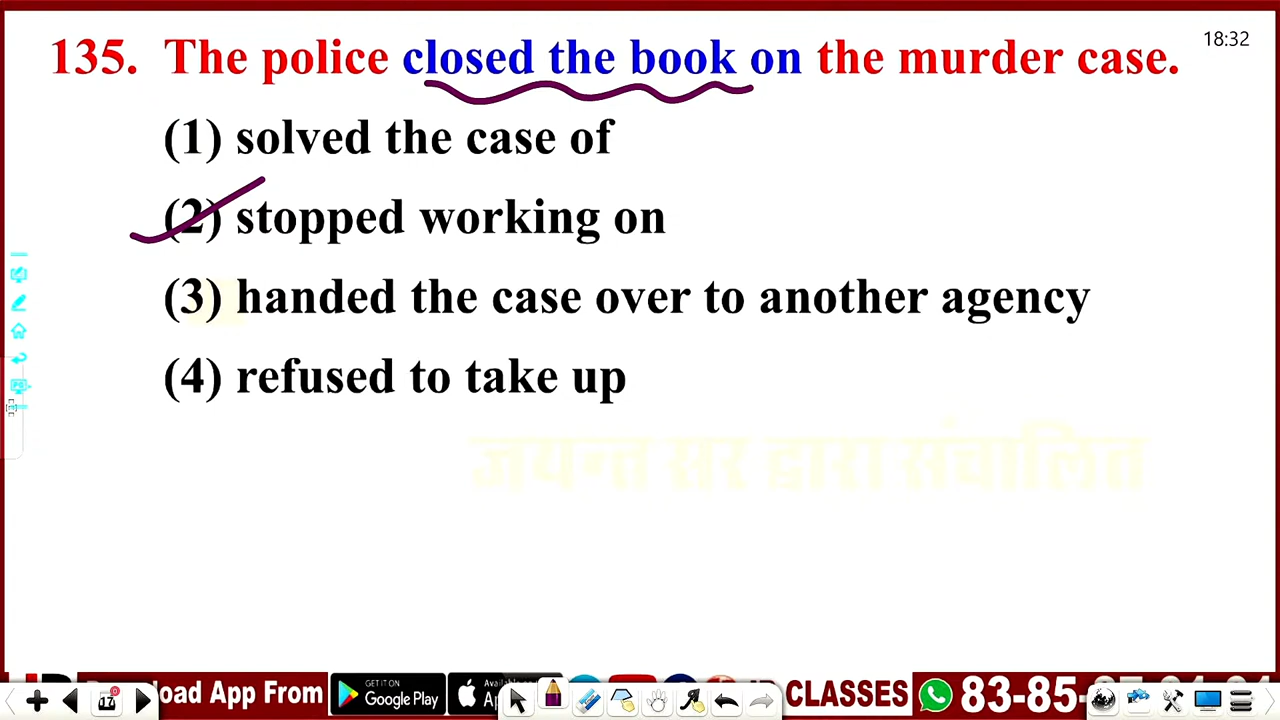 18:32
135. The police closed the book on the murder case.
(1) solved the case of
(2) stopped working on
(3) handed the case over to another agency
(4) refused to take up
जयन्त सर द्वारा संचालित
App From
GET IT ON
Google Play
CLASSES
83-85-
17